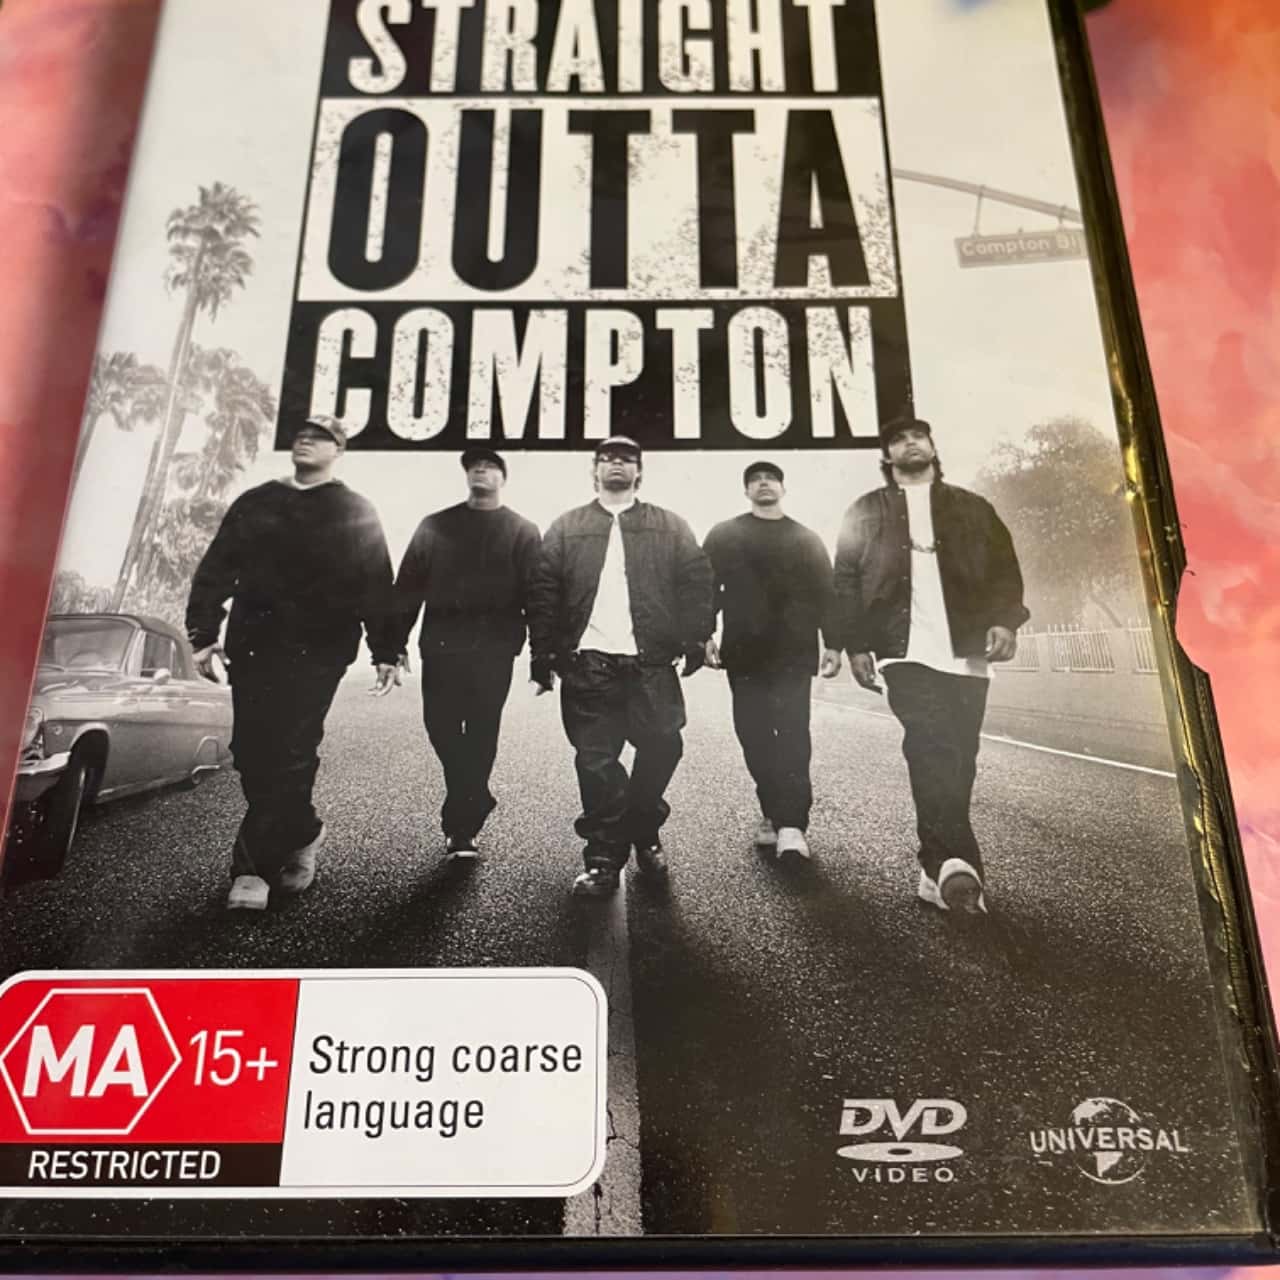 STRAIGHT
OUTTA
COMPTON
Compton Bl
MA 15+
RESTRICTED
Strong coarse
language
DVD
VIDEO
UNIVERSAL